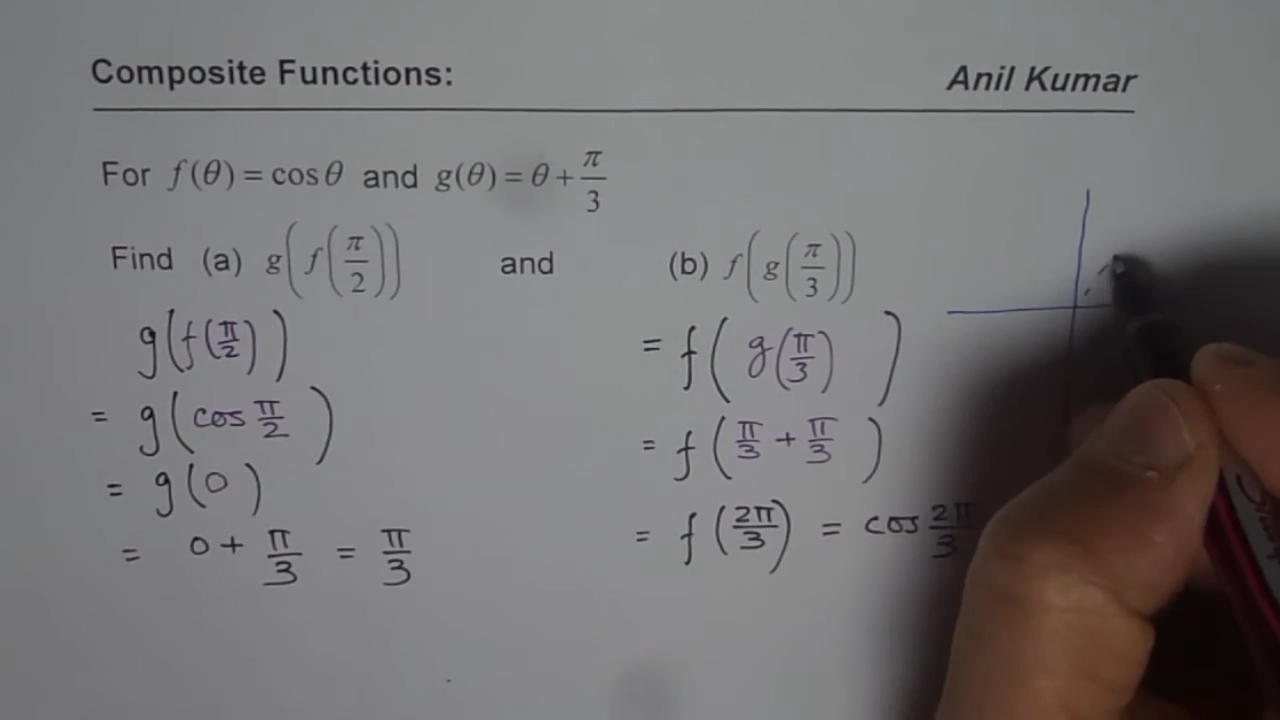 Composite Functions: Anil Kumar
For f(θ) = cosθ and g(θ) = θ + π/3
Find (a) g(f(π/2)) and (b) f(g(π/3))
g(f(π/2))
= g(cos π/2)
= g(0)
= 0 + π/3 = π/3
= f(g(π/3))
= f(π/3 + π/3)
= f(2π/3) = cos 2π/3